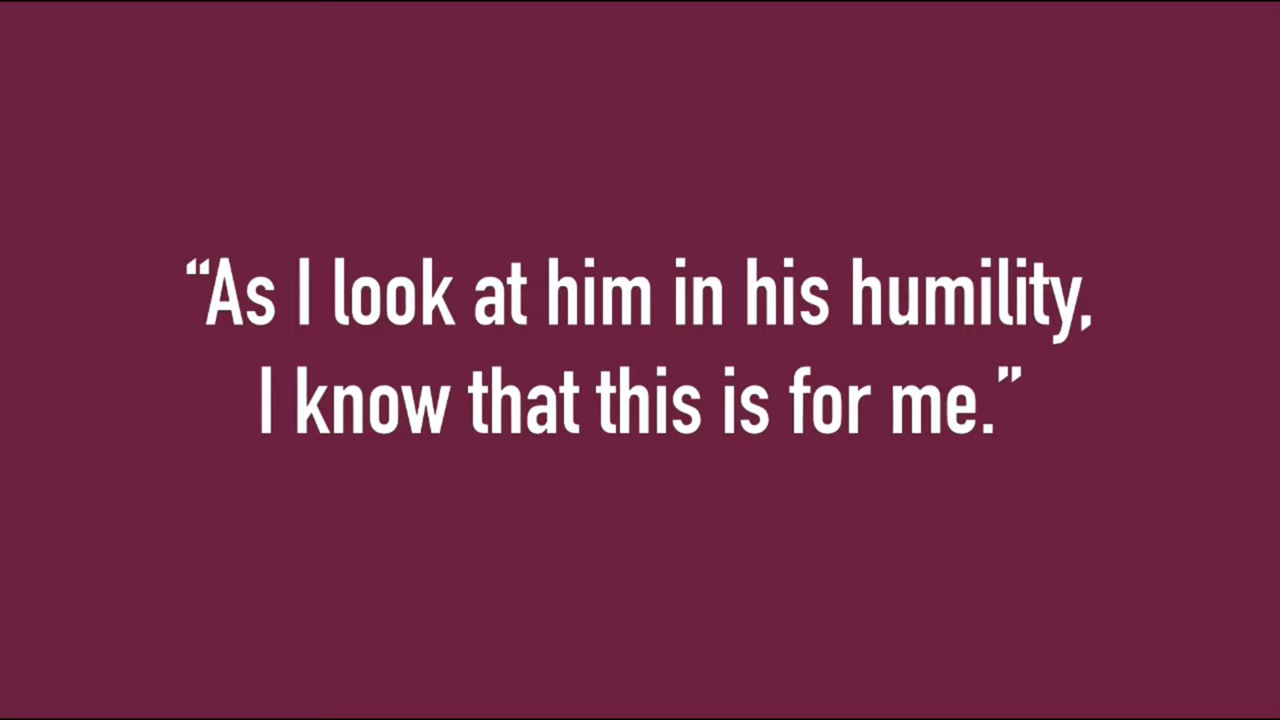 “As I look at him in his humility,
I know that this is for me.”